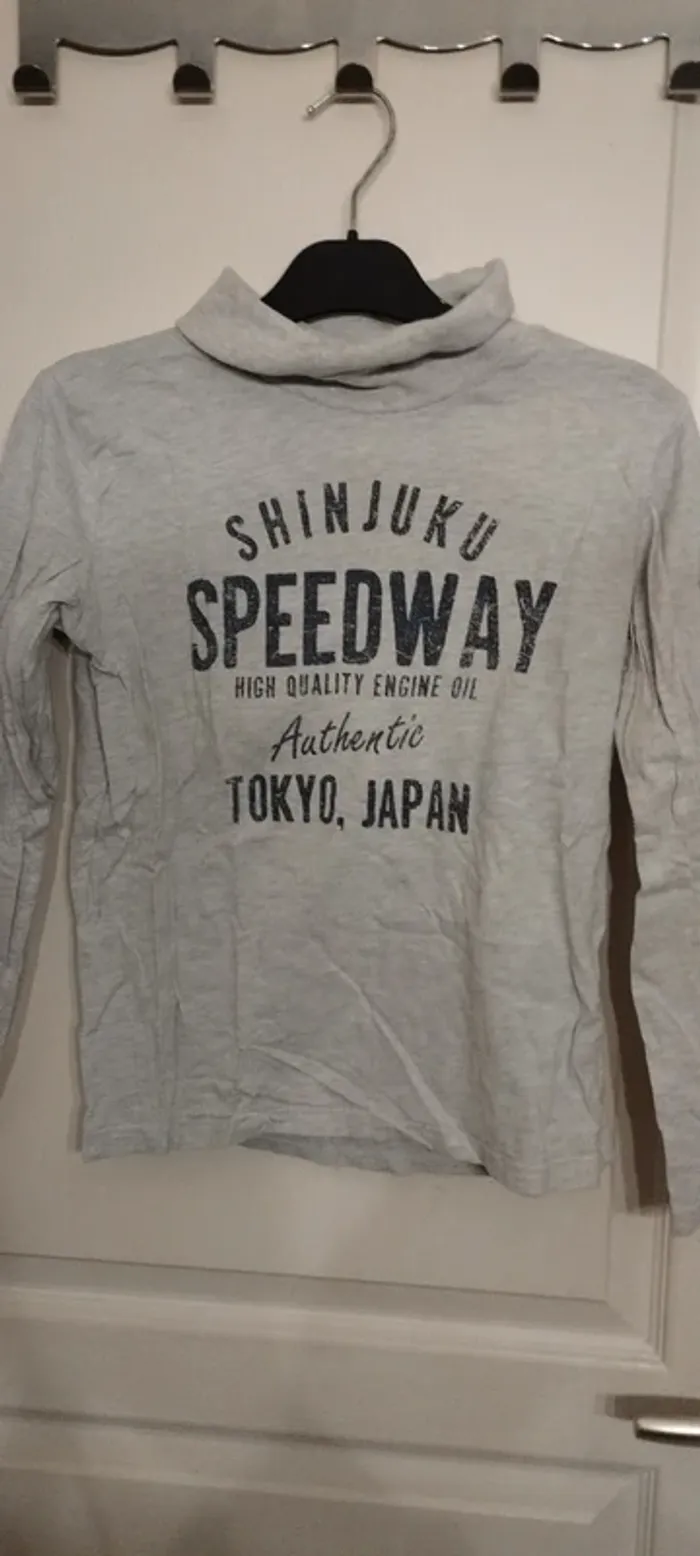 SHINJUKU
SPEEDWAY
HIGH QUALITY ENGINE OIL
Authentic
TOKYO, JAPAN